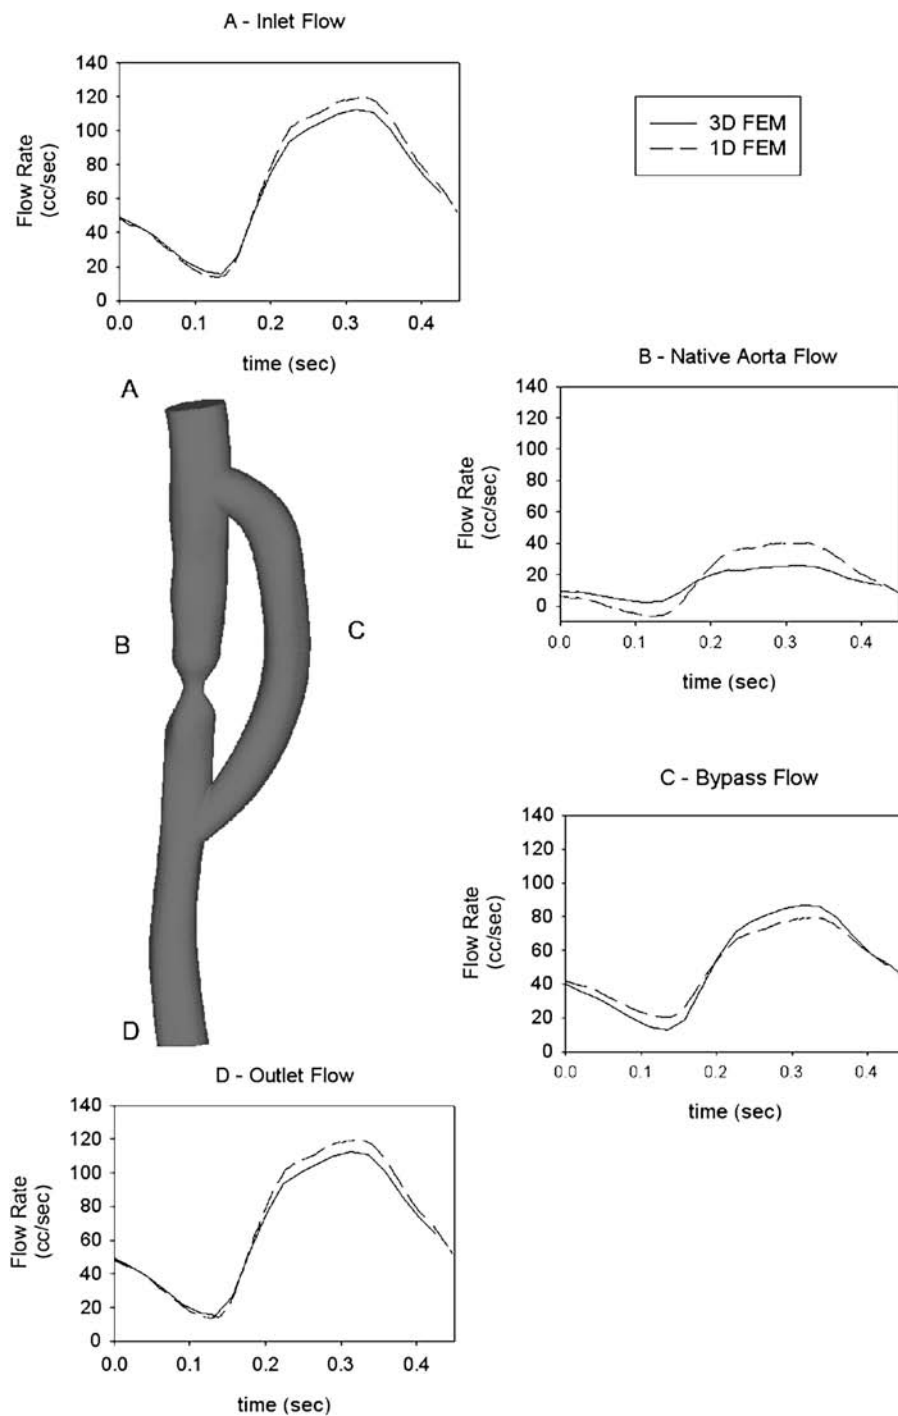 A - Inlet Flow
140
120
100
80
60
40
20
0
Flow Rate
(cc/sec)
0.0 0.1 0.2 0.3 0.4
time (sec)
3D FEM
1D FEM
A
B
C
D
B - Native Aorta Flow
140
120
100
80
60
40
20
0
Flow Rate
(cc/sec)
0.0 0.1 0.2 0.3 0.4
time (sec)
C - Bypass Flow
140
120
100
80
60
40
20
0
Flow Rate
(cc/sec)
0.0 0.1 0.2 0.3 0.4
time (sec)
D - Outlet Flow
140
120
100
80
60
40
20
0
Flow Rate
(cc/sec)
0.0 0.1 0.2 0.3 0.4
time (sec)